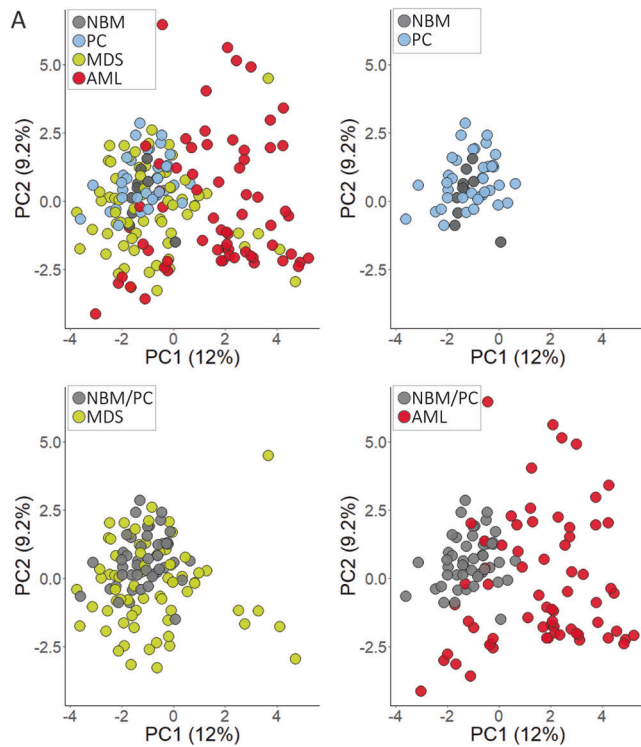 A
NBM
PC
MDS
AML
5.0
2.5
0.0
-2.5
PC2 (9.2%)
-4 -2 0 2 4
PC1 (12%)
NBM
PC
5.0
2.5
0.0
-2.5
PC2 (9.2%)
-4 -2 0 2 4
PC1 (12%)
NBM/PC
MDS
5.0
2.5
0.0
-2.5
PC2 (9.2%)
-4 -2 0 2 4
PC1 (12%)
NBM/PC
AML
5.0
2.5
0.0
-2.5
PC2 (9.2%)
-4 -2 0 2 4
PC1 (12%)